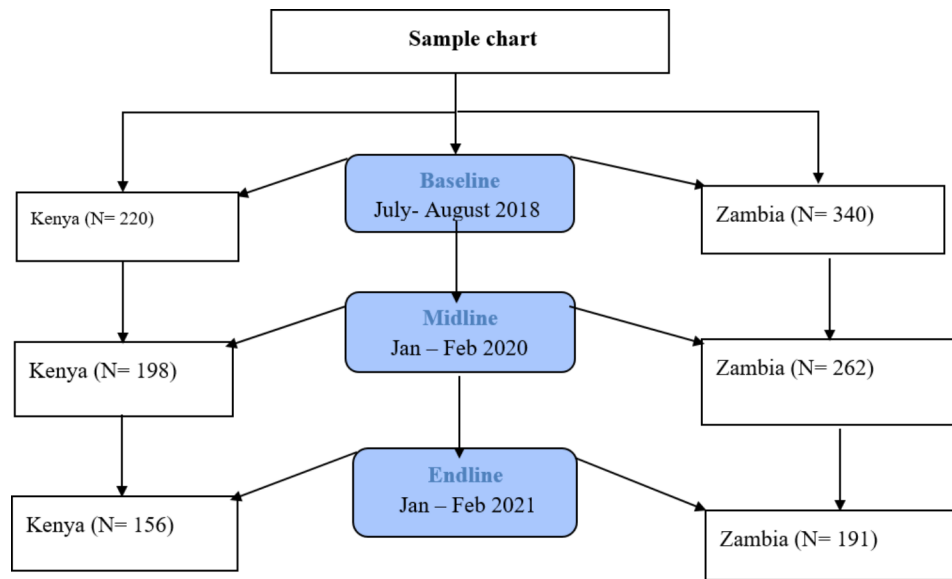 Sample chart
Baseline
July- August 2018
Kenya (N= 220)
Zambia (N= 340)
Midline
Jan – Feb 2020
Kenya (N= 198)
Zambia (N= 262)
Endline
Jan – Feb 2021
Kenya (N= 156)
Zambia (N= 191)